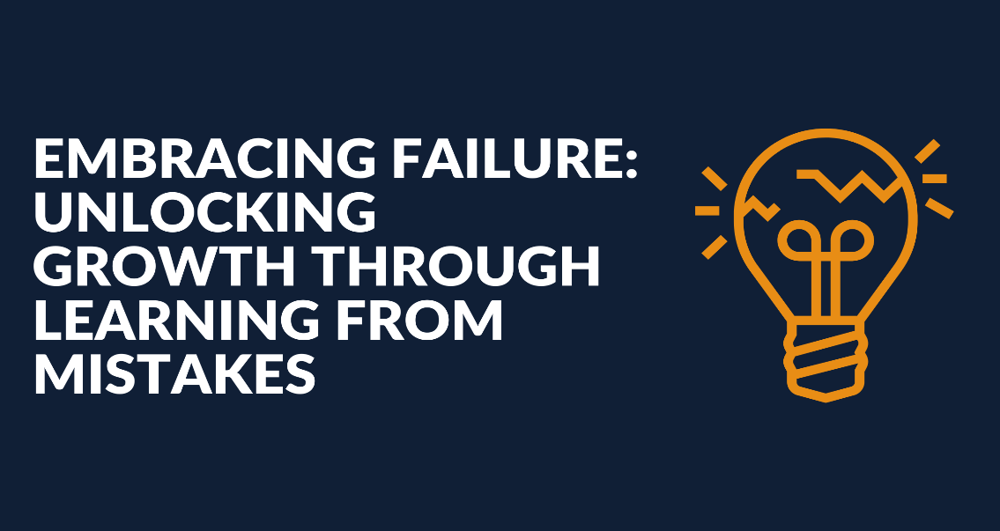 EMBRACING FAILURE:
UNLOCKING
GROWTH THROUGH
LEARNING FROM
MISTAKES